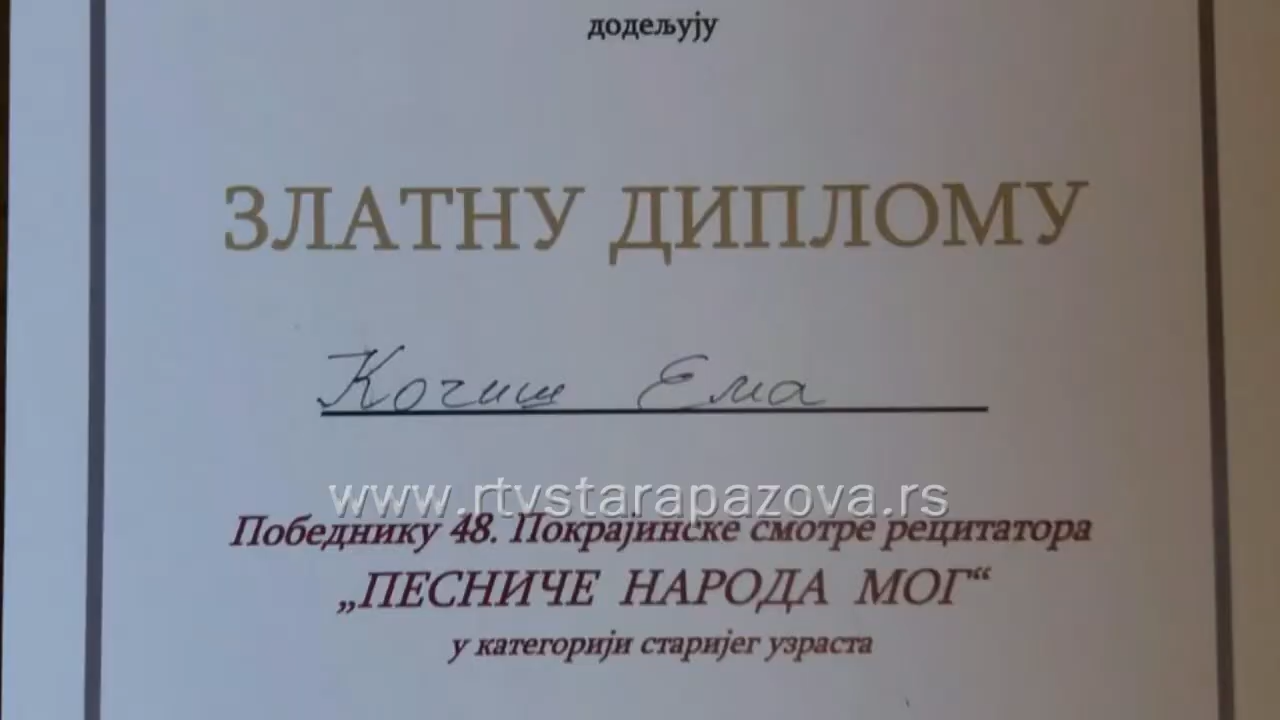 додељују
ЗЛАТНУ ДИПЛОМУ
Кочиш Ема
www.rtvstarapazova.rs
Победнику 48. Покрајинске смотре рецитатора
„ПЕСНИЧЕ НАРОДА МОГ“
у категорији старијег узраста